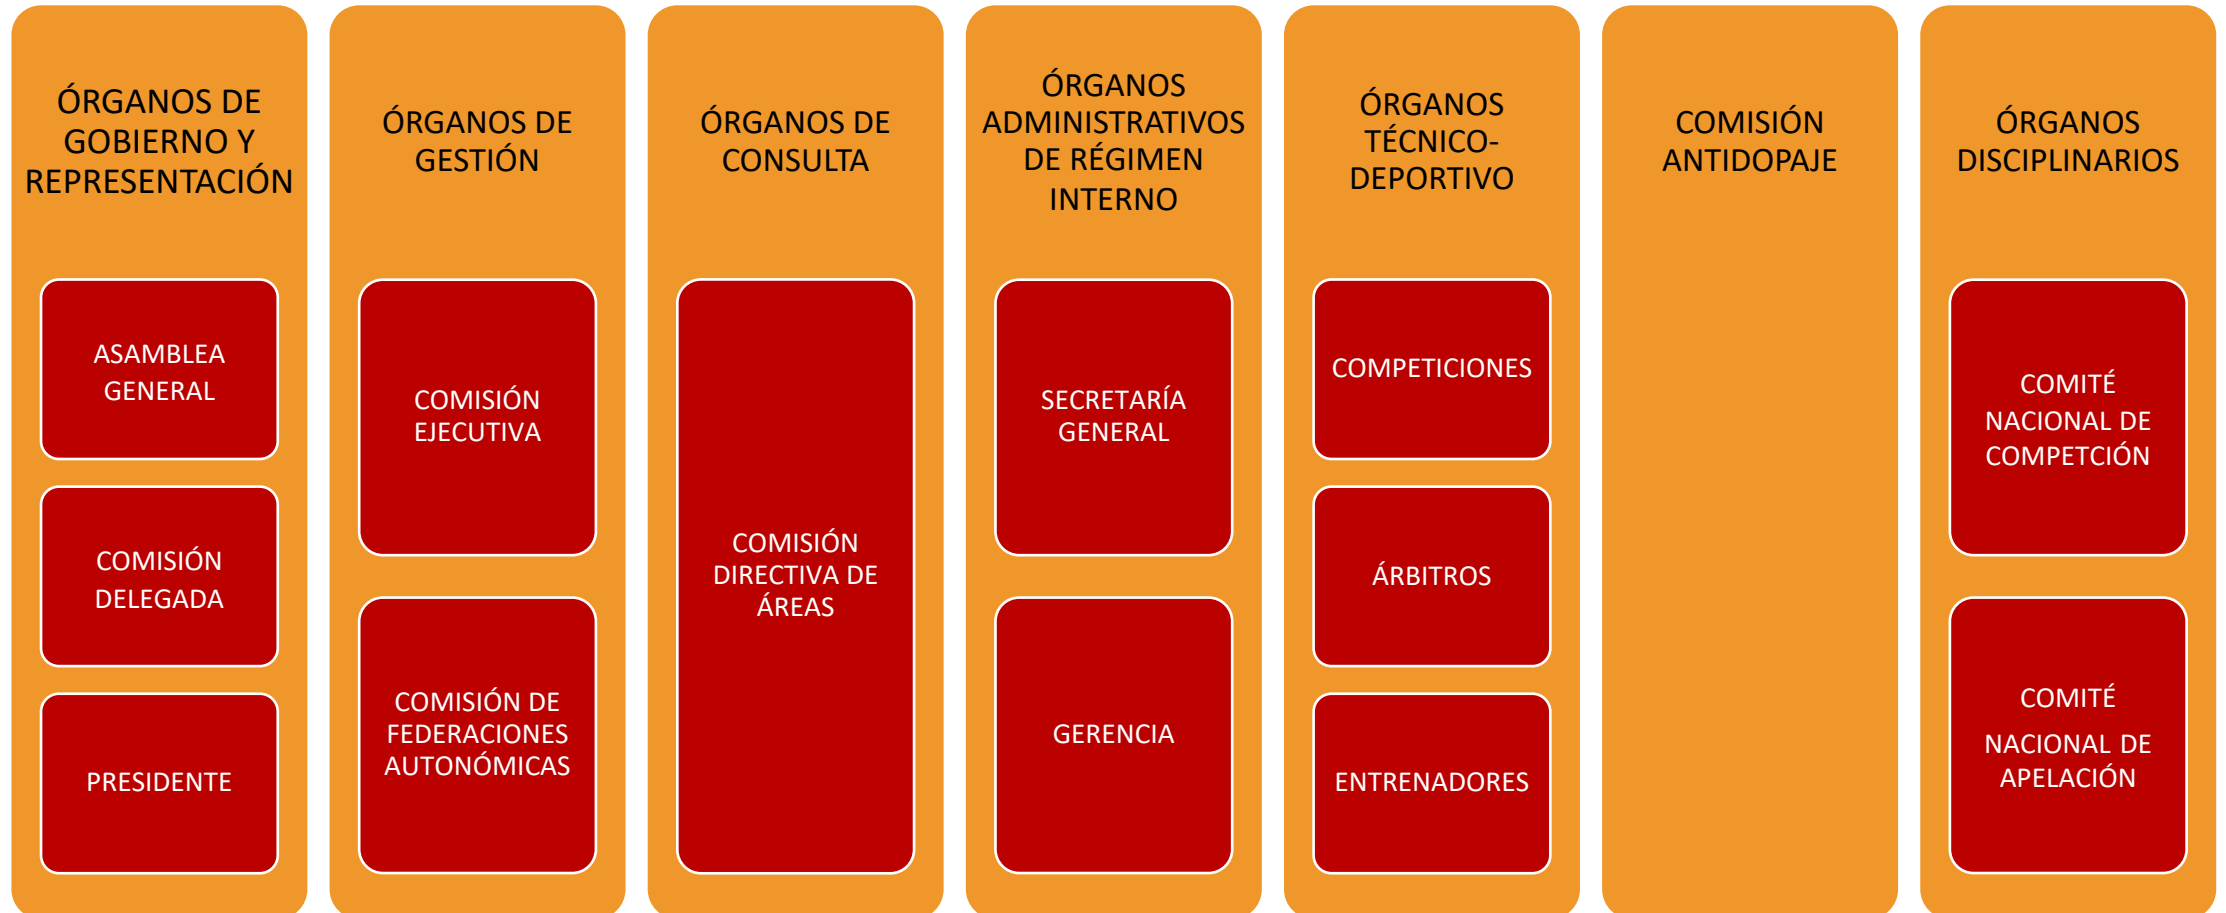 ÓRGANOS DE
GOBIERNO Y
REPRESENTACIÓN
ASAMBLEA
GENERAL
COMISIÓN
DELEGADA
PRESIDENTE
ÓRGANOS DE
GESTIÓN
COMISIÓN
EJECUTIVA
COMISIÓN DE
FEDERACIONES
AUTONÓMICAS
ÓRGANOS DE
CONSULTA
COMISIÓN
DIRECTIVA DE
ÁREAS
ÓRGANOS
ADMINISTRATIVOS
DE RÉGIMEN
INTERNO
SECRETARÍA
GENERAL
GERENCIA
ÓRGANOS
TÉCNICO-
DEPORTIVO
COMPETICIONES
ÁRBITROS
ENTRENADORES
COMISIÓN
ANTIDOPAJE
ÓRGANOS
DISCIPLINARIOS
COMITÉ
NACIONAL DE
COMPETCIÓN
COMITÉ
NACIONAL DE
APELACIÓN